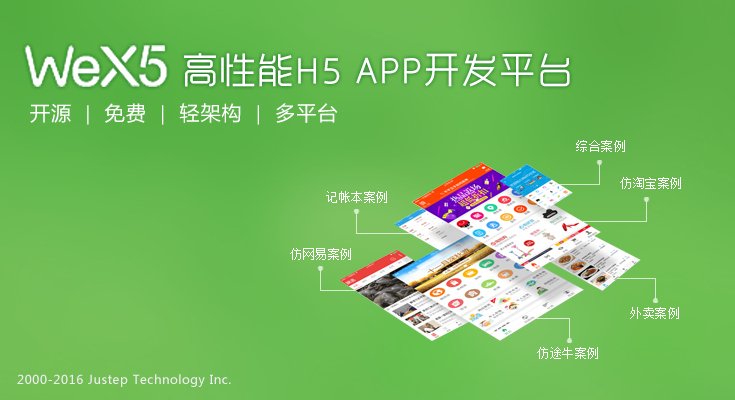 WeX5 高性能H5 APP开发平台
开源 | 免费 | 轻架构 | 多平台
综合案例
仿淘宝案例
记帐本案例
仿网易案例
外卖案例
仿途牛案例
2000-2016 Justep Technology Inc.